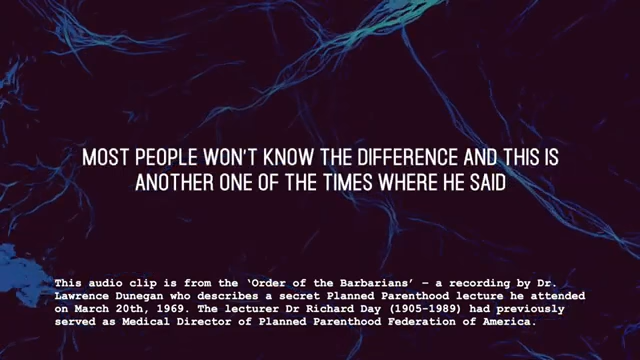 MOST PEOPLE WON'T KNOW THE DIFFERENCE AND THIS IS
ANOTHER ONE OF THE TIMES WHERE HE SAID
This audio clip is from the ‘Order of the Barbarians’ – a recording by Dr.
Lawrence Dunegan who describes a secret Planned Parenthood lecture he attended
on March 20th, 1969. The lecturer Dr Richard Day (1905-1989) had previously
served as Medical Director of Planned Parenthood Federation of America.